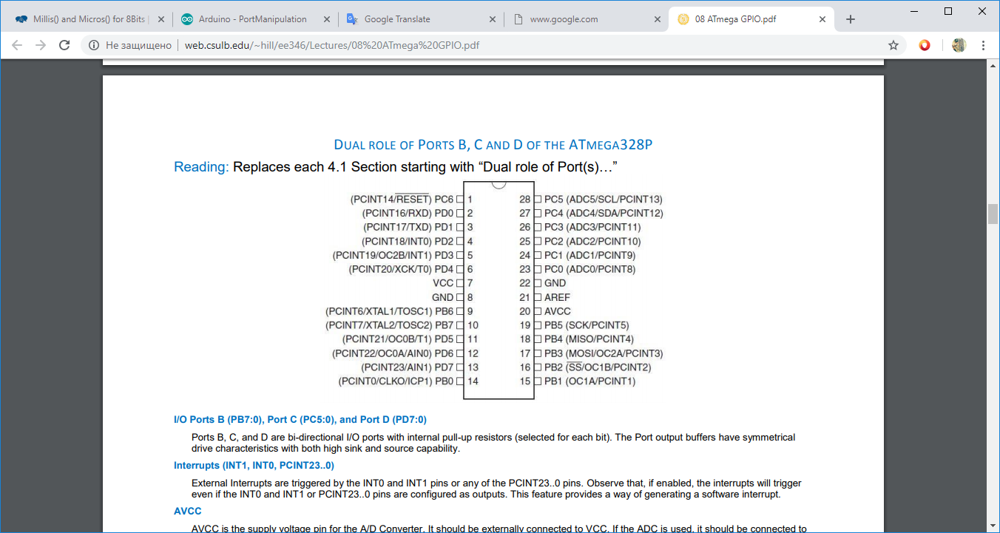 Millis() and Micros() for 8Bits
Arduino - PortManipulation
Google Translate
www.google.com
08 ATmega GPIO.pdf
Не защищено
web.csulb.edu/~hill/ee346/Lectures/08%20ATmega%20GPIO.pdf
DUAL ROLE OF PORTS B, C AND D OF THE ATMEGA328P
Reading: Replaces each 4.1 Section starting with “Dual role of Port(s)…”
(PCINT14/RESET) PC6 1 28 PC5 (ADC5/SCL/PCINT13)
(PCINT16/RXD) PD0 2 27 PC4 (ADC4/SDA/PCINT12)
(PCINT17/TXD) PD1 3 26 PC3 (ADC3/PCINT11)
(PCINT18/INT0) PD2 4 25 PC2 (ADC2/PCINT10)
(PCINT19/OC2B/INT1) PD3 5 24 PC1 (ADC1/PCINT9)
(PCINT20/XCK/T0) PD4 6 23 PC0 (ADC0/PCINT8)
VCC 7 22 GND
GND 8 21 AREF
(PCINT6/XTAL1/TOSC1) PB6 9 20 AVCC
(PCINT7/XTAL2/TOSC2) PB7 10 19 PB5 (SCK/PCINT5)
(PCINT21/OC0B/T1) PD5 11 18 PB4 (MISO/PCINT4)
(PCINT22/OC0A/AIN0) PD6 12 17 PB3 (MOSI/OC2A/PCINT3)
(PCINT23/AIN1) PD7 13 16 PB2 (SS/OC1B/PCINT2)
(PCINT0/CLKO/ICP1) PB0 14 15 PB1 (OC1A/PCINT1)
I/O Ports B (PB7:0), Port C (PC5:0), and Port D (PD7:0)
Ports B, C, and D are bi-directional I/O ports with internal pull-up resistors (selected for each bit). The Port output buffers have symmetrical
drive characteristics with both high sink and source capability.
Interrupts (INT1, INT0, PCINT23..0)
External Interrupts are triggered by the INT0 and INT1 pins or any of the PCINT23..0 pins. Observe that, if enabled, the interrupts will trigger
even if the INT0 and INT1 or PCINT23..0 pins are configured as outputs. This feature provides a way of generating a software interrupt.
AVCC
AVCC is the supply voltage pin for the A/D Converter. It should be externally connected to VCC. If the ADC is used, it should be connected to